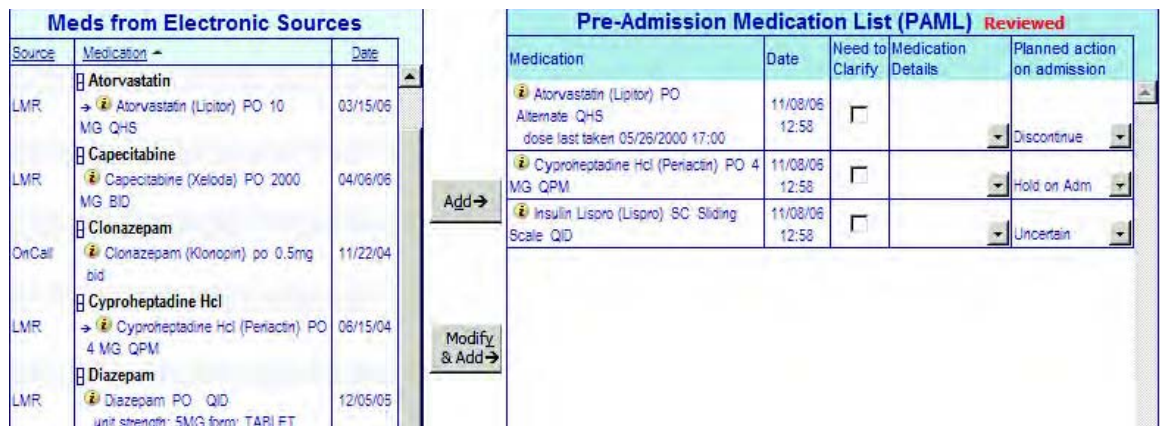 Meds from Electronic Sources
Source Medication Date
Atorvastatin
LMR Atorvastatin (Lipitor) PO 10 03/15/06
MG QHS
Capecitabine
LMR Capecitabine (Xeloda) PO 2000 04/06/06
MG BID
Clonazepam
OnCall Clonazepam (Klonopin) po 0.5mg 11/22/04
bid
Cyproheptadine Hcl
LMR Cyproheptadine Hcl (Periactin) PO 06/15/04
4 MG QPM
Diazepam
LMR Diazepam PO QID 12/05/05
unit strength: 5MG form: TABLET
Add→
Modify
& Add→
Pre-Admission Medication List (PAML) Reviewed
Medication Date Need to Clarify Medication Details Planned action on admission
Atorvastatin (Lipitor) PO 11/08/06
Alternate QHS 12:58
dose last taken 05/26/2000 17:00 Discontinue
Cyproheptadine Hcl (Periactin) PO 4 11/08/06
MG QPM 12:58 Hold on Adm
Insulin Lispro (Lispro) SC Sliding 11/08/06
Scale QID 12:58 Uncertain